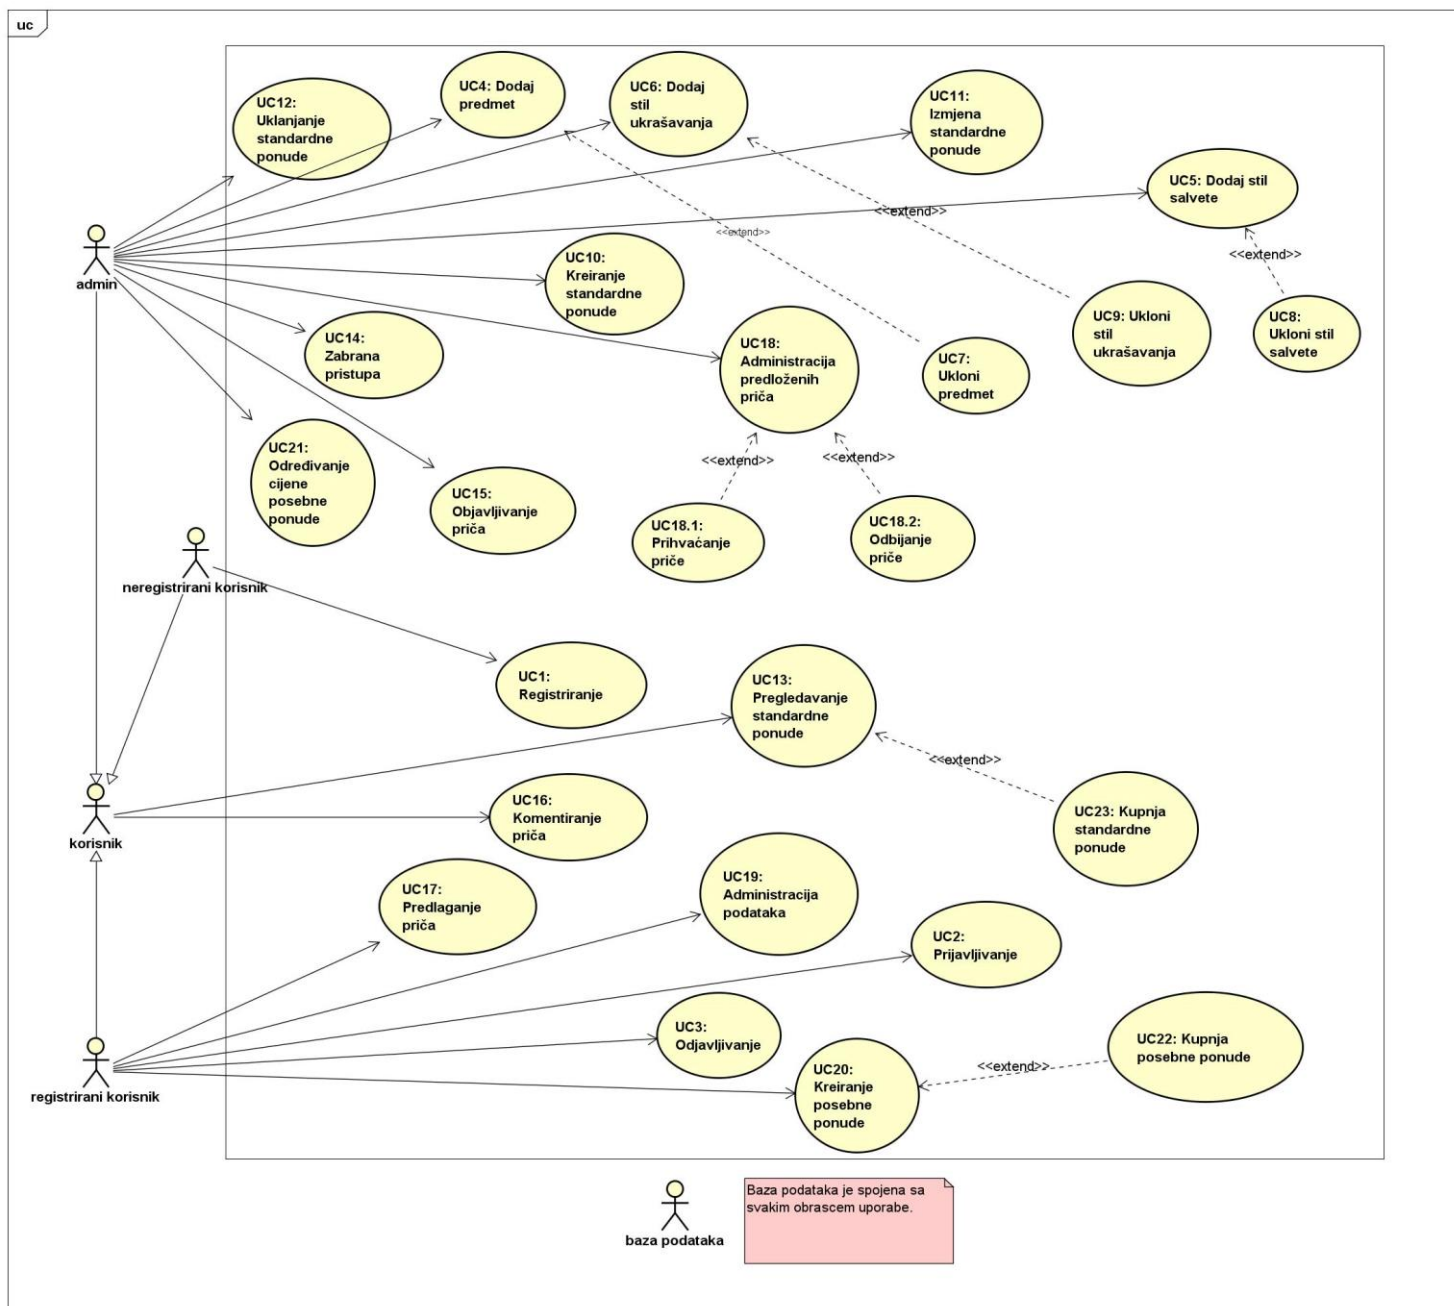 uc
UC12:
Uklanjanje
standardne
ponude
UC4: Dodaj
predmet
UC6: Dodaj
stil
ukrašavanja
UC11:
Izmjena
standardne
ponude
UC5: Dodaj stil
salvete
<<extend>>
<<extend>>
<<extend>>
admin
UC10:
Kreiranje
standardne
ponude
UC14:
Zabrana
pristupa
UC18:
Administracija
predloženih
priča
UC7:
Ukloni
predmet
UC9: Ukloni
stil
ukrašavanja
UC8:
Ukloni stil
salvete
UC21:
Određivanje
cijene
posebne
ponude
UC15:
Objavljivanje
priča
<<extend>>
<<extend>>
UC18.1:
Prihvaćanje
priče
UC18.2:
Odbijanje
priče
neregistrirani korisnik
UC1:
Registriranje
UC13:
Pregledavanje
standardne
ponude
<<extend>>
korisnik
UC16:
Komentiranje
priča
UC23: Kupnja
standardne
ponude
UC17:
Predlaganje
priča
UC19:
Administracija
podataka
UC2:
Prijavljivanje
UC3:
Odjavljivanje
UC22: Kupnja
posebne ponude
<<extend>>
UC20:
Kreiranje
posebne
ponude
registrirani korisnik
baza podataka
Baza podataka je spojena sa
svakim obrascem uporabe.